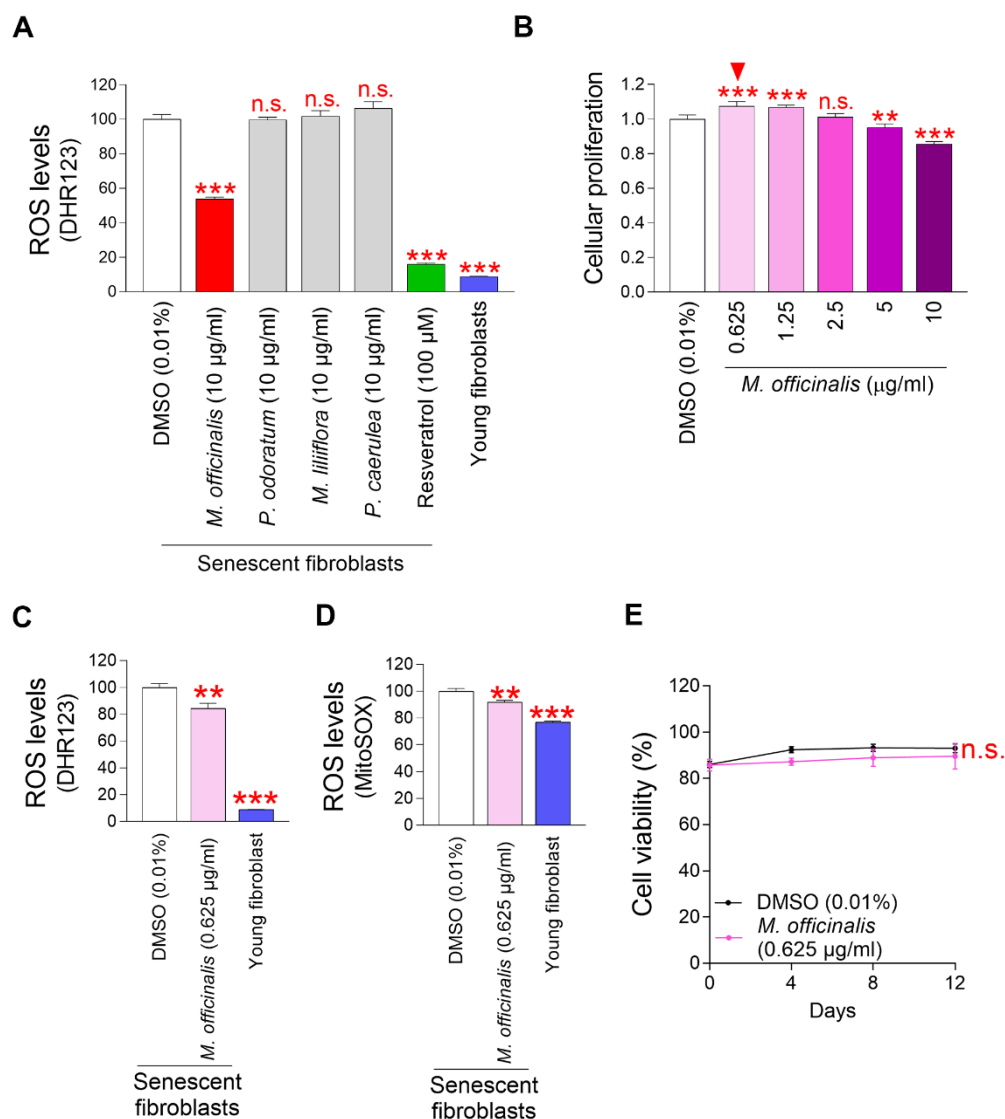 A
ROS levels
(DHR123)
120
100
80
60
40
20
0
***
n.s.
n.s.
n.s.
***
***
DMSO (0.01%)
M. officinalis (10 µg/ml)
P. odoratum (10 µg/ml)
M. liliiflora (10 µg/ml)
P. caerulea (10 µg/ml)
Resveratrol (100 µM)
Young fibroblasts
Senescent fibroblasts
B
Cellular proliferation
1.2
1.0
0.8
0.6
0.4
0.2
0.0
***
***
n.s.
**
***
DMSO (0.01%)
0.625
1.25
2.5
5
10
M. officinalis (µg/ml)
C
ROS levels
(DHR123)
120
100
80
60
40
20
0
**
***
DMSO (0.01%)
M. officinalis (0.625 µg/ml)
Young fibroblast
Senescent
fibroblasts
D
ROS levels
(MitoSOX)
120
100
80
60
40
20
0
**
***
DMSO (0.01%)
M. officinalis (0.625 µg/ml)
Young fibroblast
Senescent
fibroblasts
E
Cell viability (%)
120
100
80
60
40
20
0
n.s.
DMSO (0.01%)
M. officinalis
(0.625 µg/ml)
0
4
8
12
Days